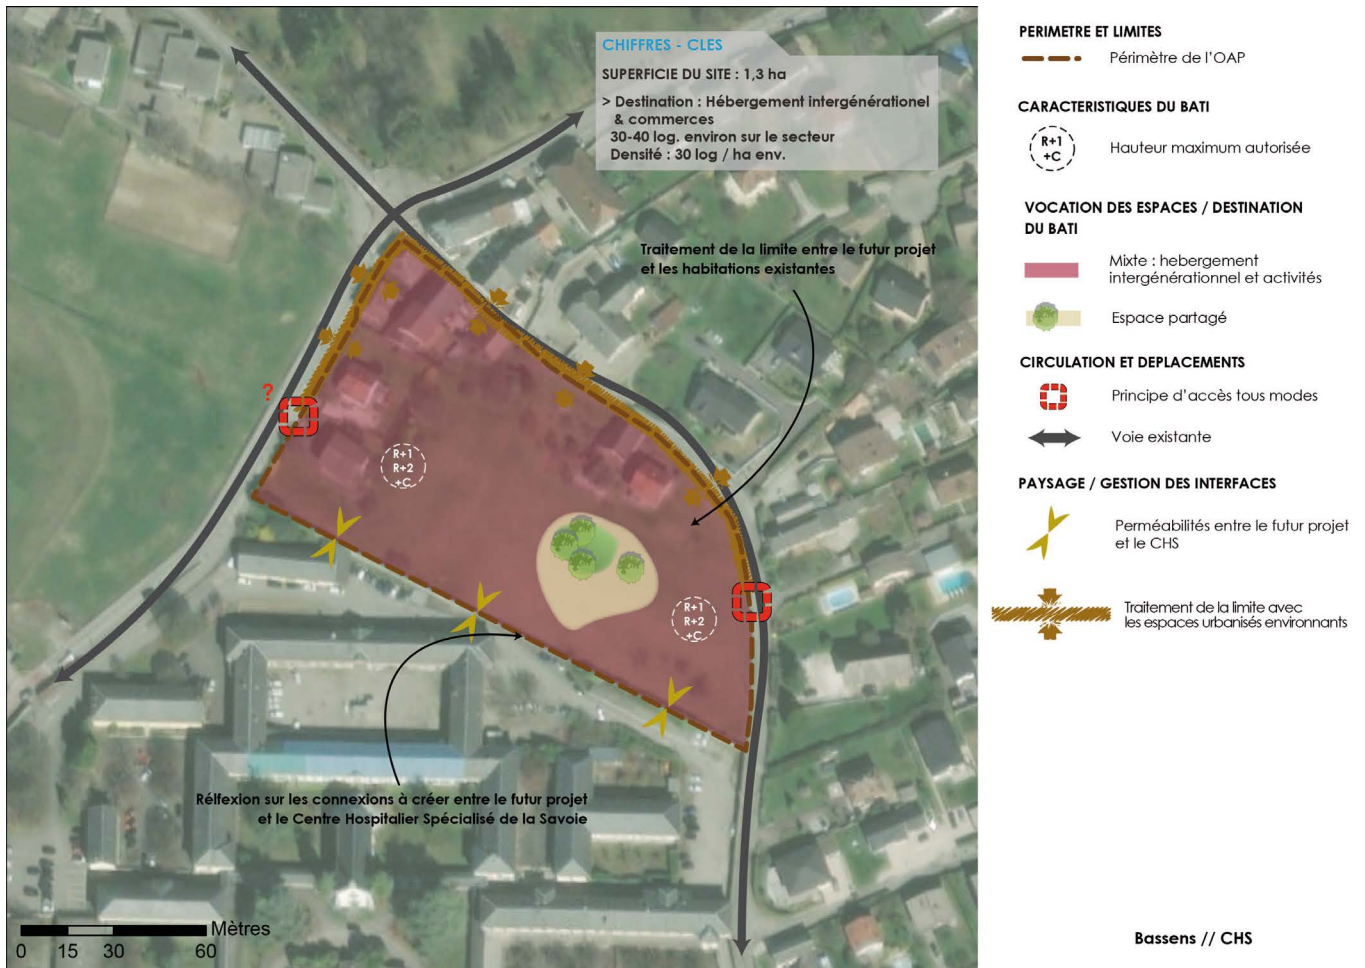 CHIFFRES - CLES
SUPERFICIE DU SITE : 1,3 ha
> Destination : Hébergement intergénérationel
& commerces
30-40 log. environ sur le secteur
Densité : 30 log / ha env.
Traitement de la limite entre le futur projet
et les habitations existantes
?
R+1
R+2
+C
R+1
R+2
+C
Rélfexion sur les connexions à créer entre le futur projet
et le Centre Hospitalier Spécialisé de la Savoie
Mètres
0 15 30 60
PERIMETRE ET LIMITES
Périmètre de l'OAP
CARACTERISTIQUES DU BATI
R+1
+C
Hauteur maximum autorisée
VOCATION DES ESPACES / DESTINATION
DU BATI
Mixte : hebergement
intergénérationnel et activités
Espace partagé
CIRCULATION ET DEPLACEMENTS
Principe d'accès tous modes
Voie existante
PAYSAGE / GESTION DES INTERFACES
Perméabilités entre le futur projet
et le CHS
Traitement de la limite avec
les espaces urbanisés environnants
Bassens // CHS